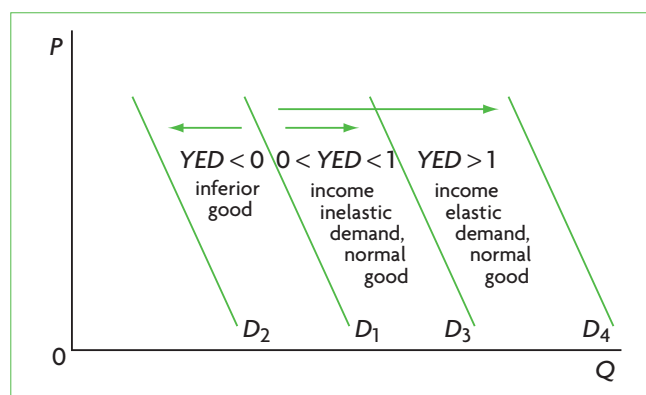 P
YED < 0 0 < YED < 1 YED > 1
inferior
good
income
inelastic
demand,
normal
good
income
elastic
demand,
normal
good
D2 D1 D3 D4
0
Q